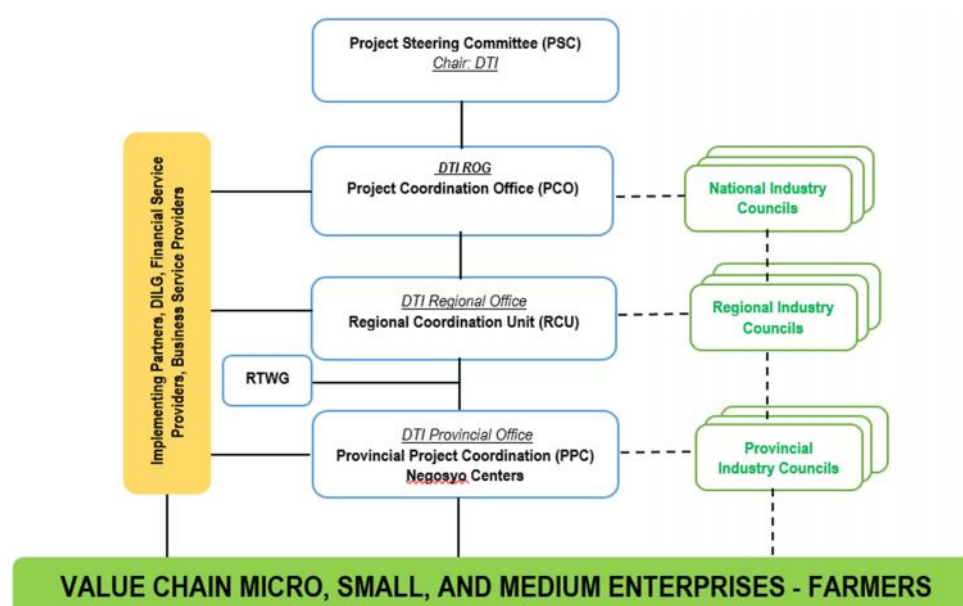 Project Steering Committee (PSC)
Chair: DTI
Implementing Partners, DILG, Financial Service
Providers, Business Service Providers
DTI ROG
Project Coordination Office (PCO)
National Industry
Councils
DTI Regional Office
Regional Coordination Unit (RCU)
Regional Industry
Councils
RTWG
DTI Provincial Office
Provincial Project Coordination (PPC)
Negosyo Centers
Provincial
Industry Councils
VALUE CHAIN MICRO, SMALL, AND MEDIUM ENTERPRISES - FARMERS